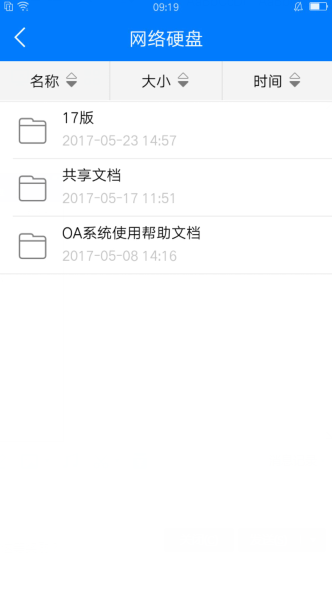 09:19
网络硬盘
名称 大小 时间
17版
2017-05-23 14:57
共享文档
2017-05-17 11:51
OA系统使用帮助文档
2017-05-08 14:16